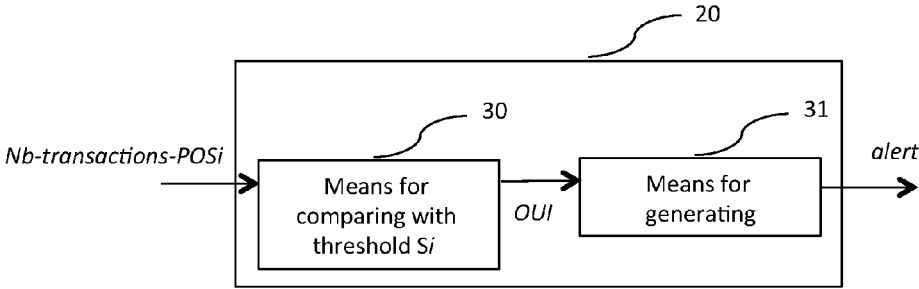 20
30
31
Nb-transactions-POSi
alert
Means for
comparing with
threshold Si
OUI
Means for
generating